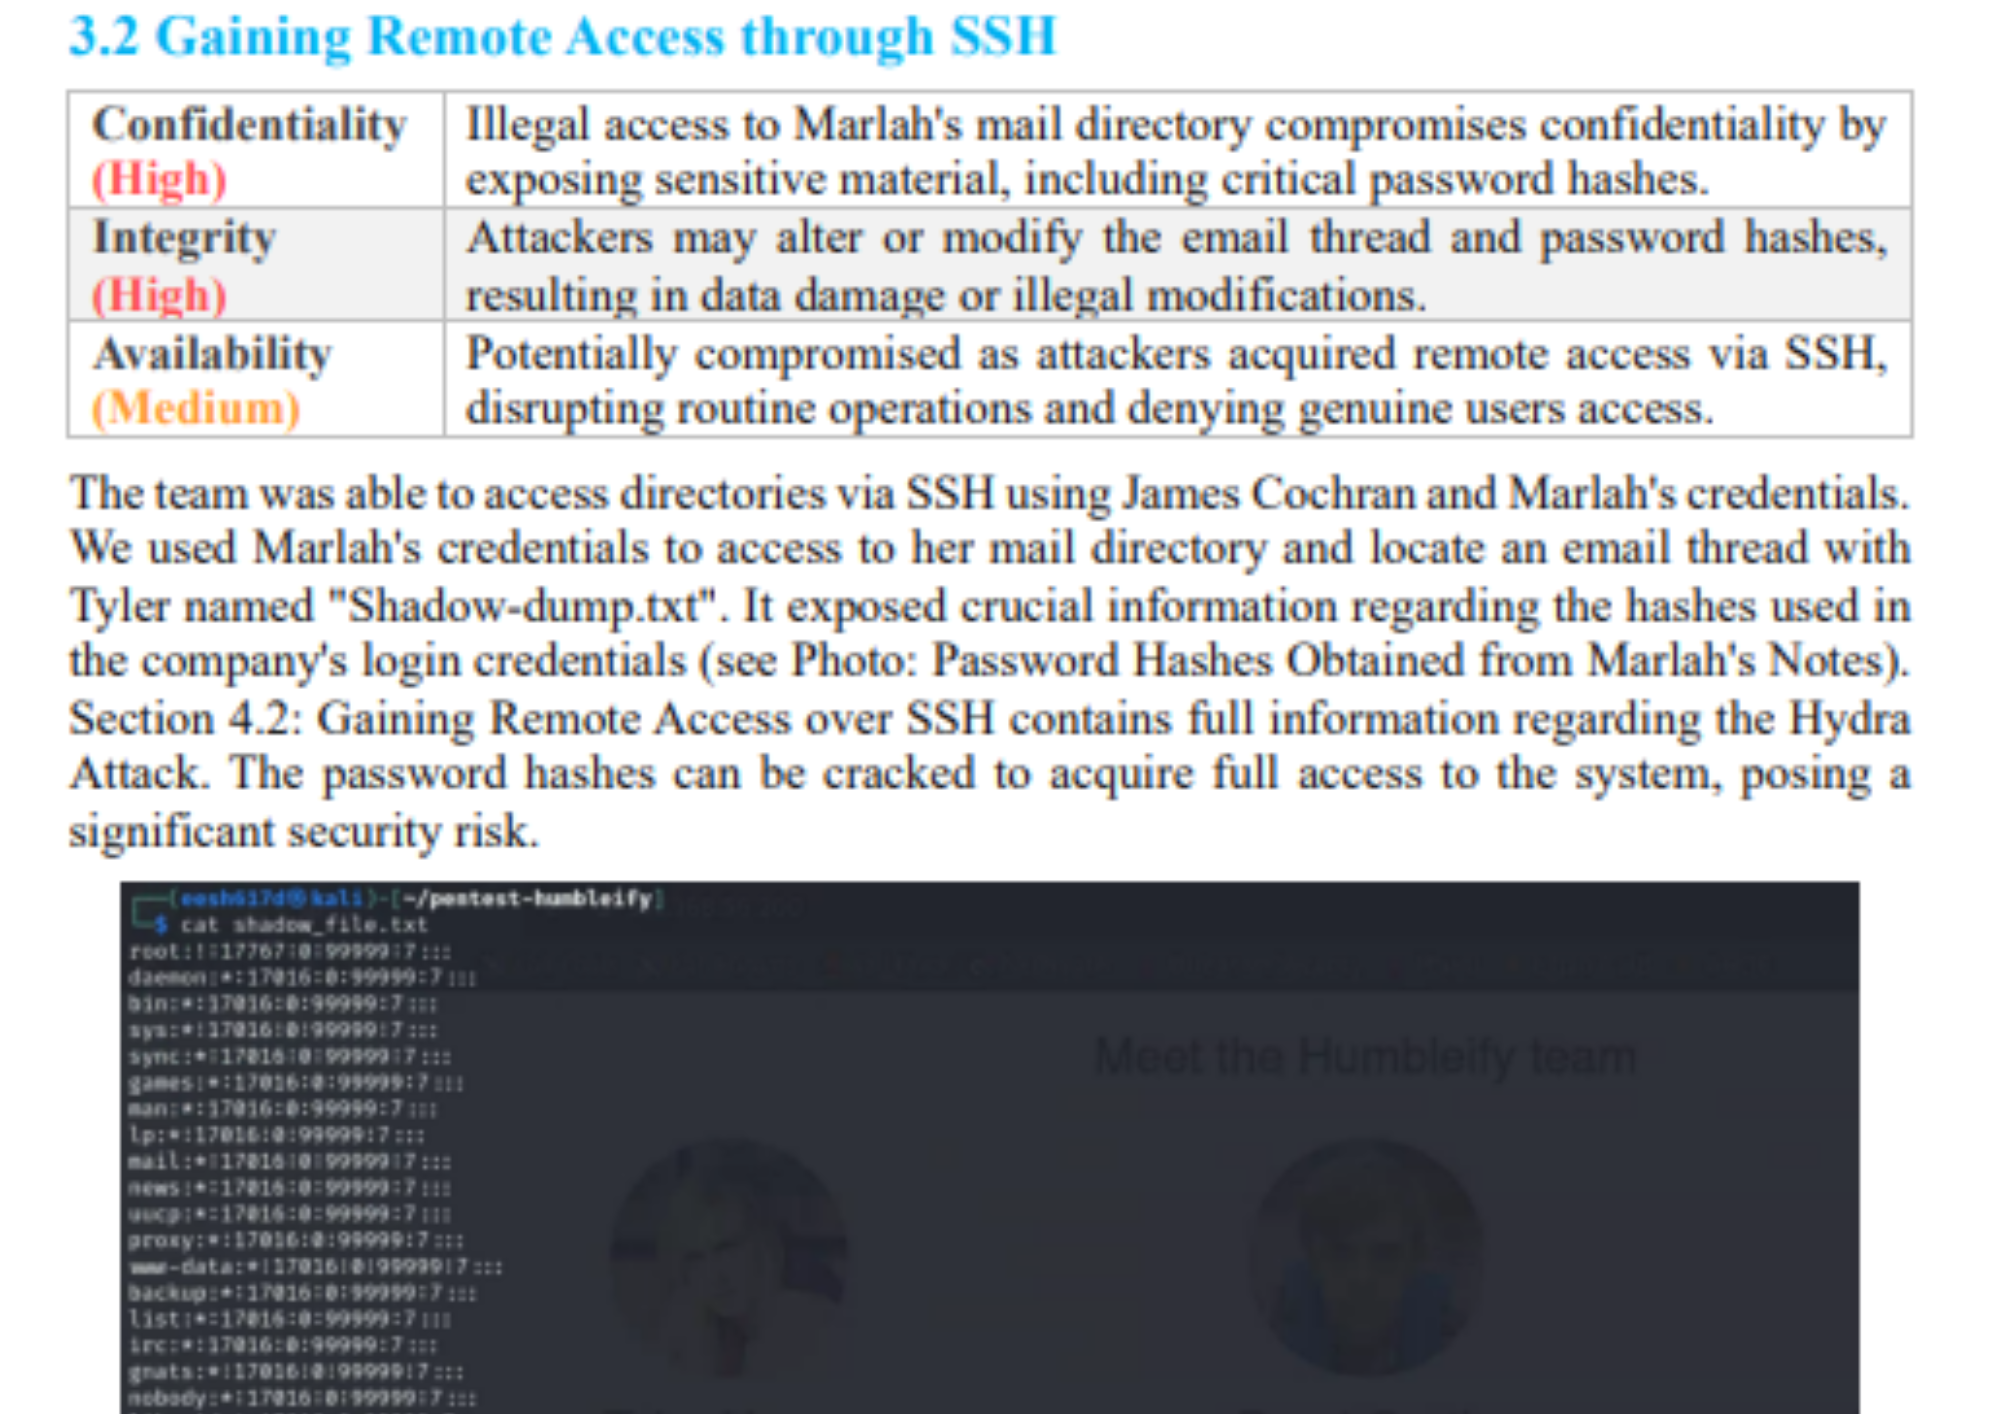 3.2 Gaining Remote Access through SSH
Confidentiality
(High)
Illegal access to Marlah's mail directory compromises confidentiality by
exposing sensitive material, including critical password hashes.
Integrity
(High)
Attackers may alter or modify the email thread and password hashes,
resulting in data damage or illegal modifications.
Availability
(Medium)
Potentially compromised as attackers acquired remote access via SSH,
disrupting routine operations and denying genuine users access.
The team was able to access directories via SSH using James Cochran and Marlah's credentials.
We used Marlah's credentials to access to her mail directory and locate an email thread with
Tyler named "Shadow-dump.txt". It exposed crucial information regarding the hashes used in
the company's login credentials (see Photo: Password Hashes Obtained from Marlah's Notes).
Section 4.2: Gaining Remote Access over SSH contains full information regarding the Hydra
Attack. The password hashes can be cracked to acquire full access to the system, posing a
significant security risk.
(eesh617d㉿kali)-[~/pentest-humbleify]
$ cat shadow_file.txt
root:!:17767:0:99999:7:::
daemon:*:17016:0:99999:7:::
bin:*:17016:0:99999:7:::
sys:*:17016:0:99999:7:::
sync:*:17016:0:99999:7:::
games:*:17016:0:99999:7:::
man:*:17016:0:99999:7:::
lp:*:17016:0:99999:7:::
mail:*:17016:0:99999:7:::
news:*:17016:0:99999:7:::
uucp:*:17016:0:99999:7:::
proxy:*:17016:0:99999:7:::
www-data:*:17016:0:99999:7:::
backup:*:17016:0:99999:7:::
list:*:17016:0:99999:7:::
irc:*:17016:0:99999:7:::
gnats:*:17016:0:99999:7:::
nobody:*:17016:0:99999:7:::
Meet the Humbleify team